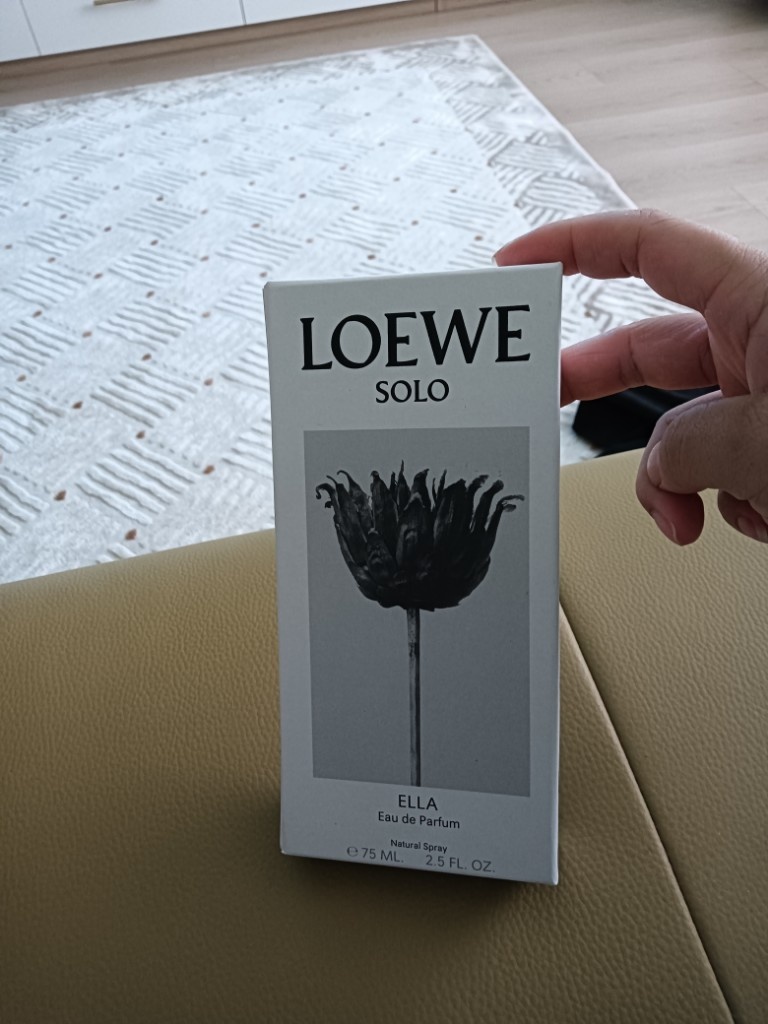 LOEWE
SOLO
ELLA
Eau de Parfum
Natural Spray
℮ 75 ML. 2.5 FL. OZ.